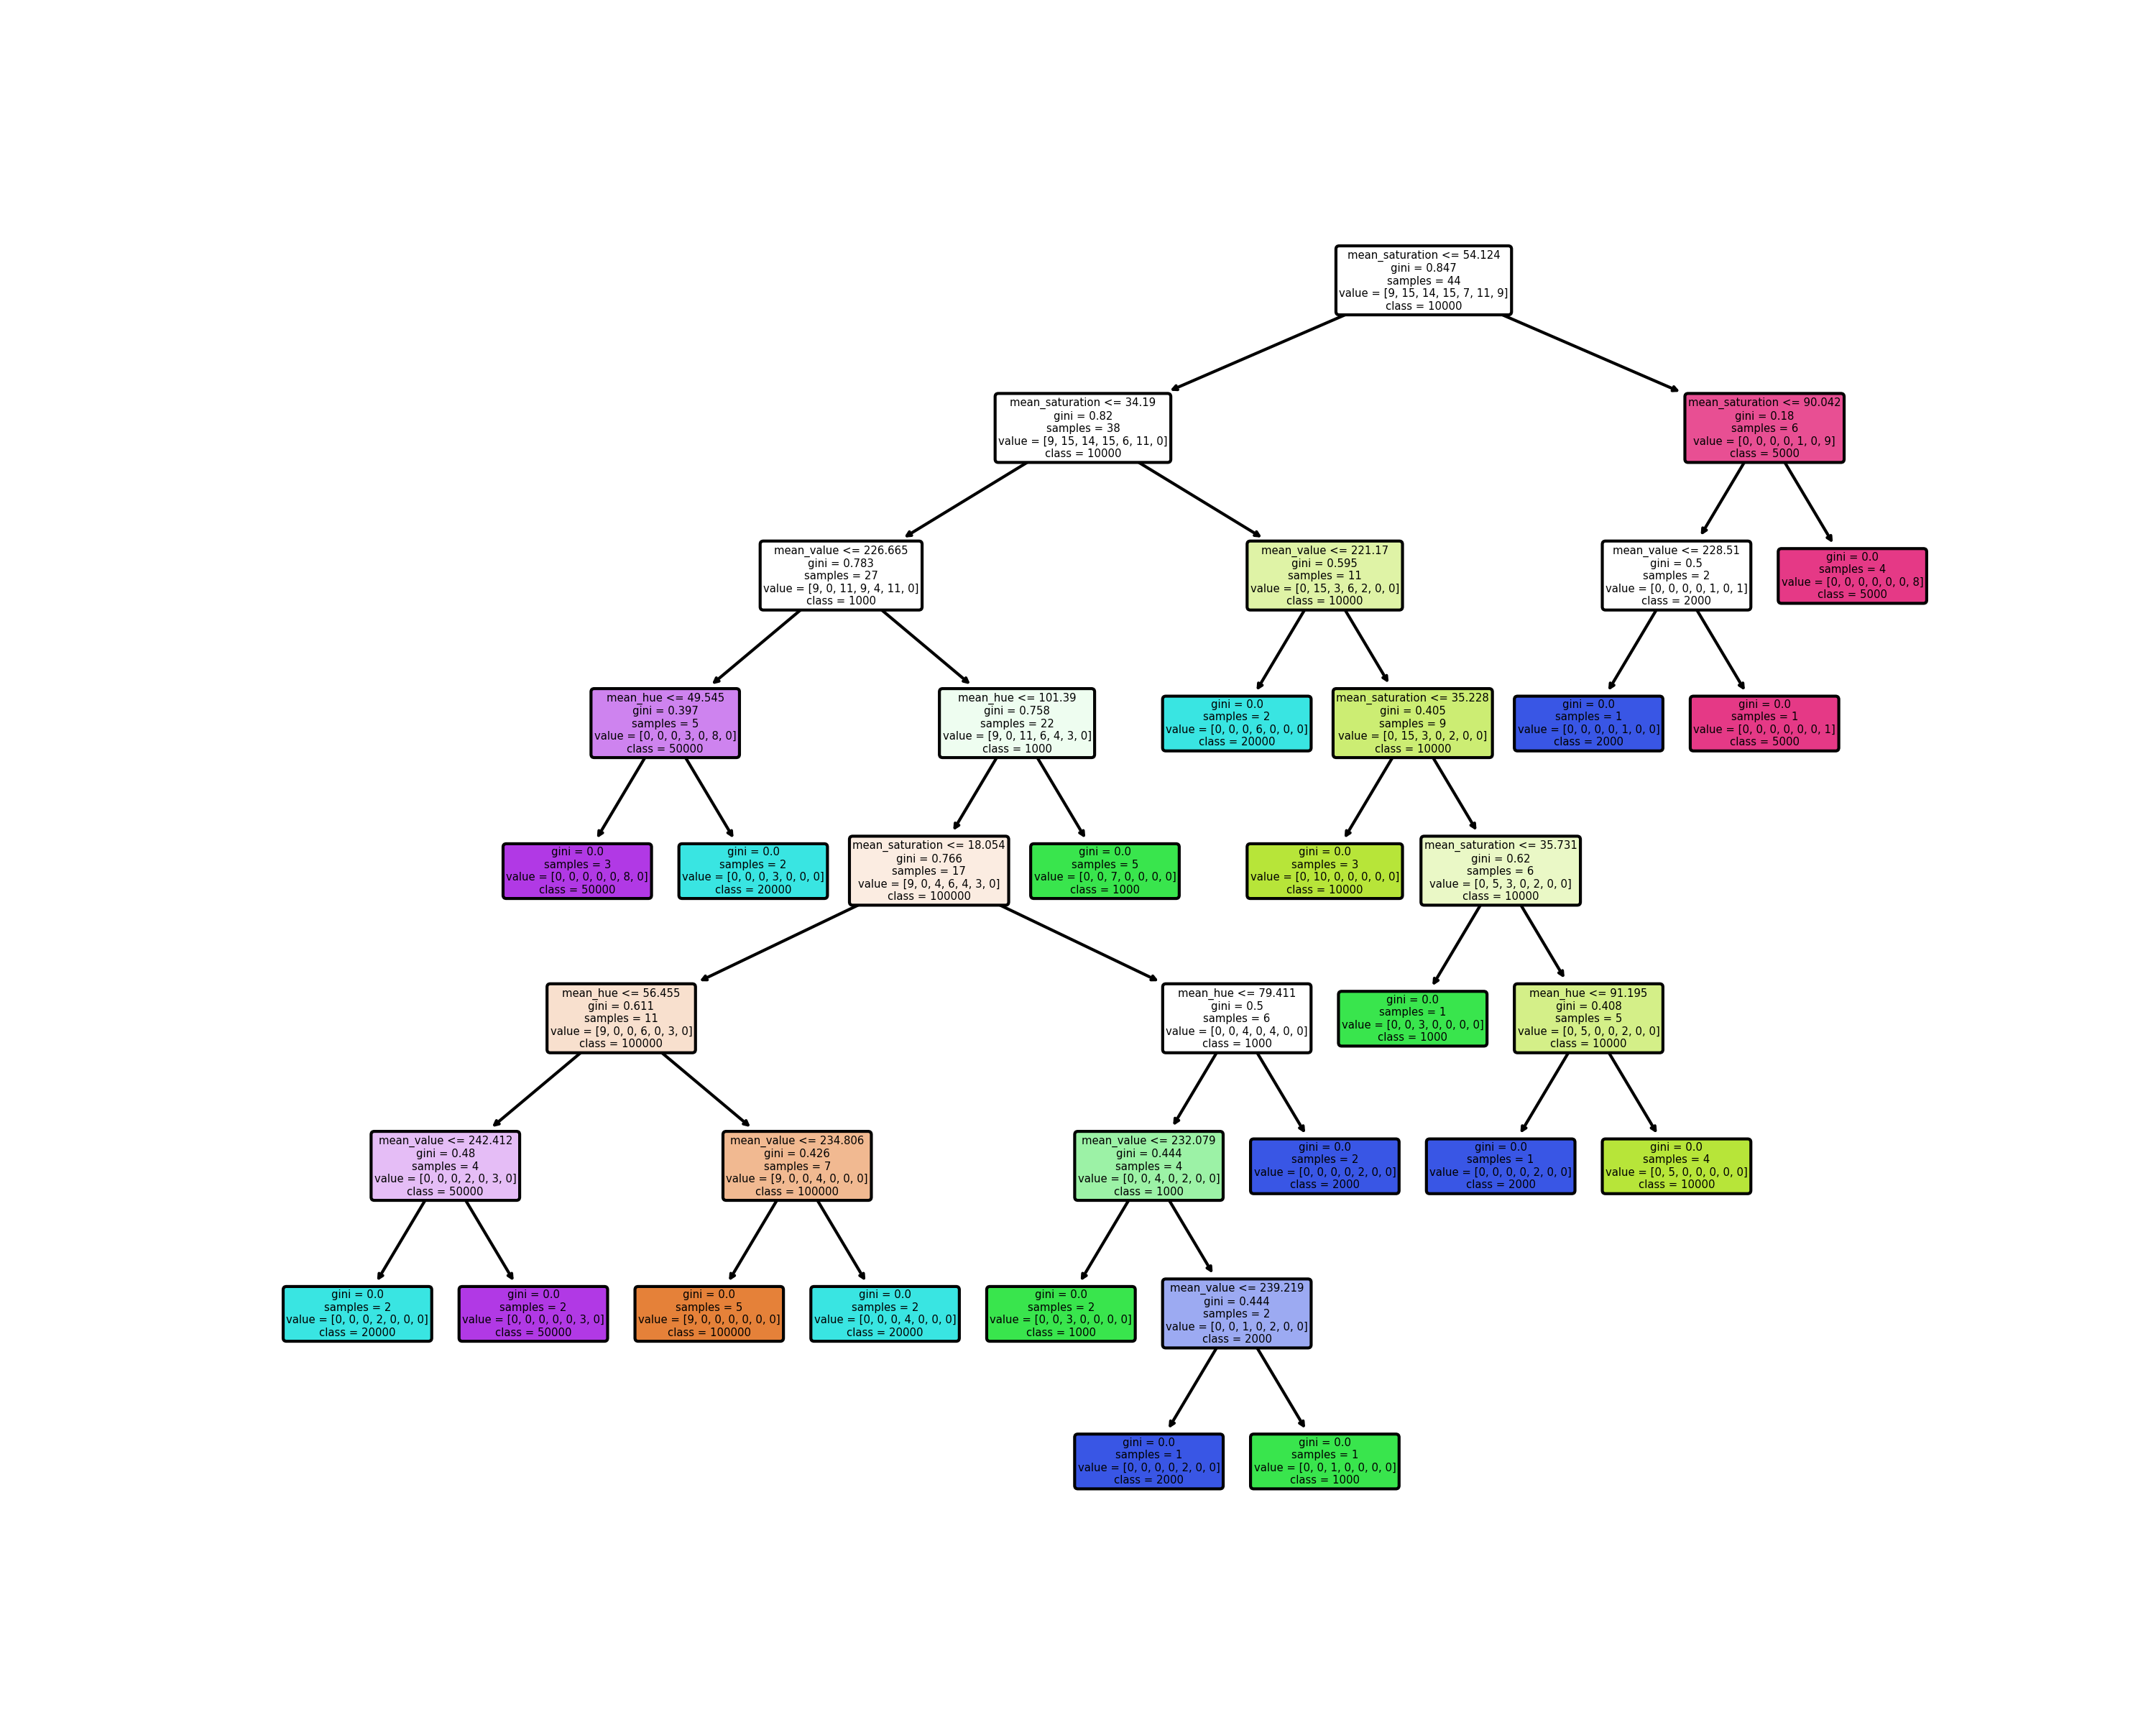 mean_saturation <= 54.124
gini = 0.847
samples = 44
value = [9, 15, 14, 15, 7, 11, 9]
class = 10000
mean_saturation <= 34.19
gini = 0.82
samples = 38
value = [9, 15, 14, 15, 6, 11, 0]
class = 10000
mean_saturation <= 90.042
gini = 0.18
samples = 6
value = [0, 0, 0, 0, 1, 0, 9]
class = 5000
mean_value <= 226.665
gini = 0.783
samples = 27
value = [9, 0, 11, 9, 4, 11, 0]
class = 1000
mean_value <= 221.17
gini = 0.595
samples = 11
value = [0, 15, 3, 6, 2, 0, 0]
class = 10000
mean_value <= 228.51
gini = 0.5
samples = 2
value = [0, 0, 0, 0, 1, 0, 1]
class = 2000
gini = 0.0
samples = 4
value = [0, 0, 0, 0, 0, 0, 8]
class = 5000
mean_hue <= 49.545
gini = 0.397
samples = 5
value = [0, 0, 0, 3, 0, 8, 0]
class = 50000
mean_hue <= 101.39
gini = 0.758
samples = 22
value = [9, 0, 11, 6, 4, 3, 0]
class = 1000
gini = 0.0
samples = 2
value = [0, 0, 0, 6, 0, 0, 0]
class = 20000
mean_saturation <= 35.228
gini = 0.405
samples = 9
value = [0, 15, 3, 0, 2, 0, 0]
class = 10000
gini = 0.0
samples = 1
value = [0, 0, 0, 0, 1, 0, 0]
class = 2000
gini = 0.0
samples = 1
value = [0, 0, 0, 0, 0, 0, 1]
class = 5000
gini = 0.0
samples = 3
value = [0, 0, 0, 0, 0, 8, 0]
class = 50000
gini = 0.0
samples = 2
value = [0, 0, 0, 3, 0, 0, 0]
class = 20000
mean_saturation <= 18.054
gini = 0.766
samples = 17
value = [9, 0, 4, 6, 4, 3, 0]
class = 100000
gini = 0.0
samples = 5
value = [0, 0, 7, 0, 0, 0, 0]
class = 1000
gini = 0.0
samples = 3
value = [0, 10, 0, 0, 0, 0, 0]
class = 10000
mean_saturation <= 35.731
gini = 0.62
samples = 6
value = [0, 5, 3, 0, 2, 0, 0]
class = 10000
mean_hue <= 56.455
gini = 0.611
samples = 11
value = [9, 0, 0, 6, 0, 3, 0]
class = 100000
mean_hue <= 79.411
gini = 0.5
samples = 6
value = [0, 0, 4, 0, 4, 0, 0]
class = 1000
gini = 0.0
samples = 1
value = [0, 0, 3, 0, 0, 0, 0]
class = 1000
mean_hue <= 91.195
gini = 0.408
samples = 5
value = [0, 5, 0, 0, 2, 0, 0]
class = 10000
mean_value <= 242.412
gini = 0.48
samples = 4
value = [0, 0, 0, 2, 0, 3, 0]
class = 50000
mean_value <= 234.806
gini = 0.426
samples = 7
value = [9, 0, 0, 4, 0, 0, 0]
class = 100000
mean_value <= 232.079
gini = 0.444
samples = 4
value = [0, 0, 4, 0, 2, 0, 0]
class = 1000
gini = 0.0
samples = 2
value = [0, 0, 0, 0, 2, 0, 0]
class = 2000
gini = 0.0
samples = 1
value = [0, 0, 0, 0, 2, 0, 0]
class = 2000
gini = 0.0
samples = 4
value = [0, 5, 0, 0, 0, 0, 0]
class = 10000
gini = 0.0
samples = 2
value = [0, 0, 0, 2, 0, 0, 0]
class = 20000
gini = 0.0
samples = 2
value = [0, 0, 0, 0, 0, 3, 0]
class = 50000
gini = 0.0
samples = 5
value = [9, 0, 0, 0, 0, 0, 0]
class = 100000
gini = 0.0
samples = 2
value = [0, 0, 0, 4, 0, 0, 0]
class = 20000
gini = 0.0
samples = 2
value = [0, 0, 3, 0, 0, 0, 0]
class = 1000
mean_value <= 239.219
gini = 0.444
samples = 2
value = [0, 0, 1, 0, 2, 0, 0]
class = 2000
gini = 0.0
samples = 1
value = [0, 0, 0, 0, 2, 0, 0]
class = 2000
gini = 0.0
samples = 1
value = [0, 0, 1, 0, 0, 0, 0]
class = 1000